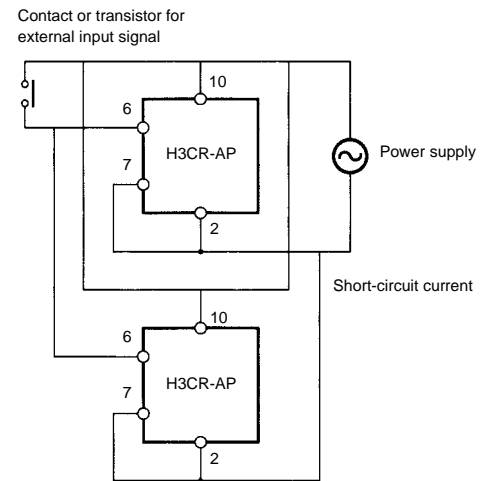 Contact or transistor for
external input signal
10
6
H3CR-AP
7
Power supply
2
Short-circuit current
10
6
H3CR-AP
7
2